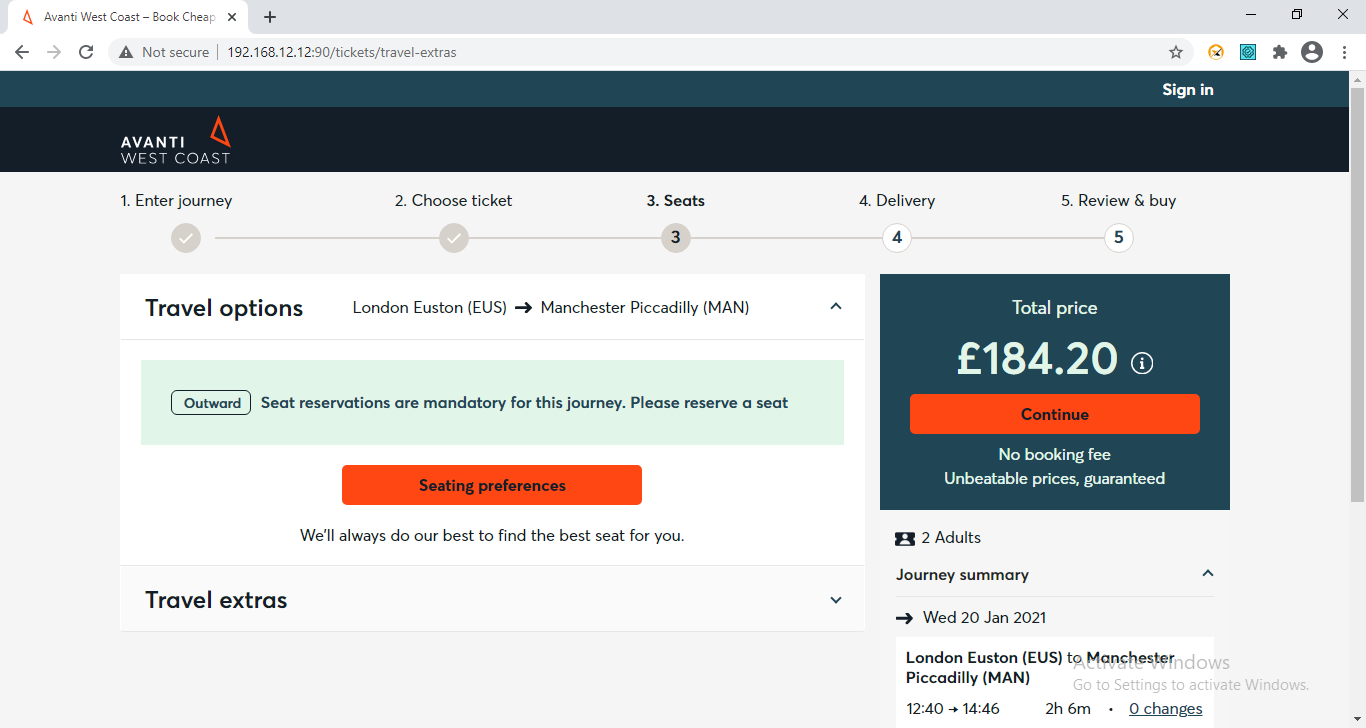 Avanti West Coast – Book Cheap
Not secure
192.168.12.12:90/tickets/travel-extras
Sign in
AVANTI
WEST COAST
1. Enter journey
2. Choose ticket
3. Seats
4. Delivery
5. Review & buy
3
4
5
Travel options
London Euston (EUS) → Manchester Piccadilly (MAN)
Outward
Seat reservations are mandatory for this journey. Please reserve a seat
Seating preferences
We'll always do our best to find the best seat for you.
Travel extras
Total price
£184.20
Continue
No booking fee
Unbeatable prices, guaranteed
2 Adults
Journey summary
→ Wed 20 Jan 2021
London Euston (EUS) to Manchester
Piccadilly (MAN)
12:40 → 14:46 2h 6m · 0 changes
Activate Windows
Go to Settings to activate Windows.